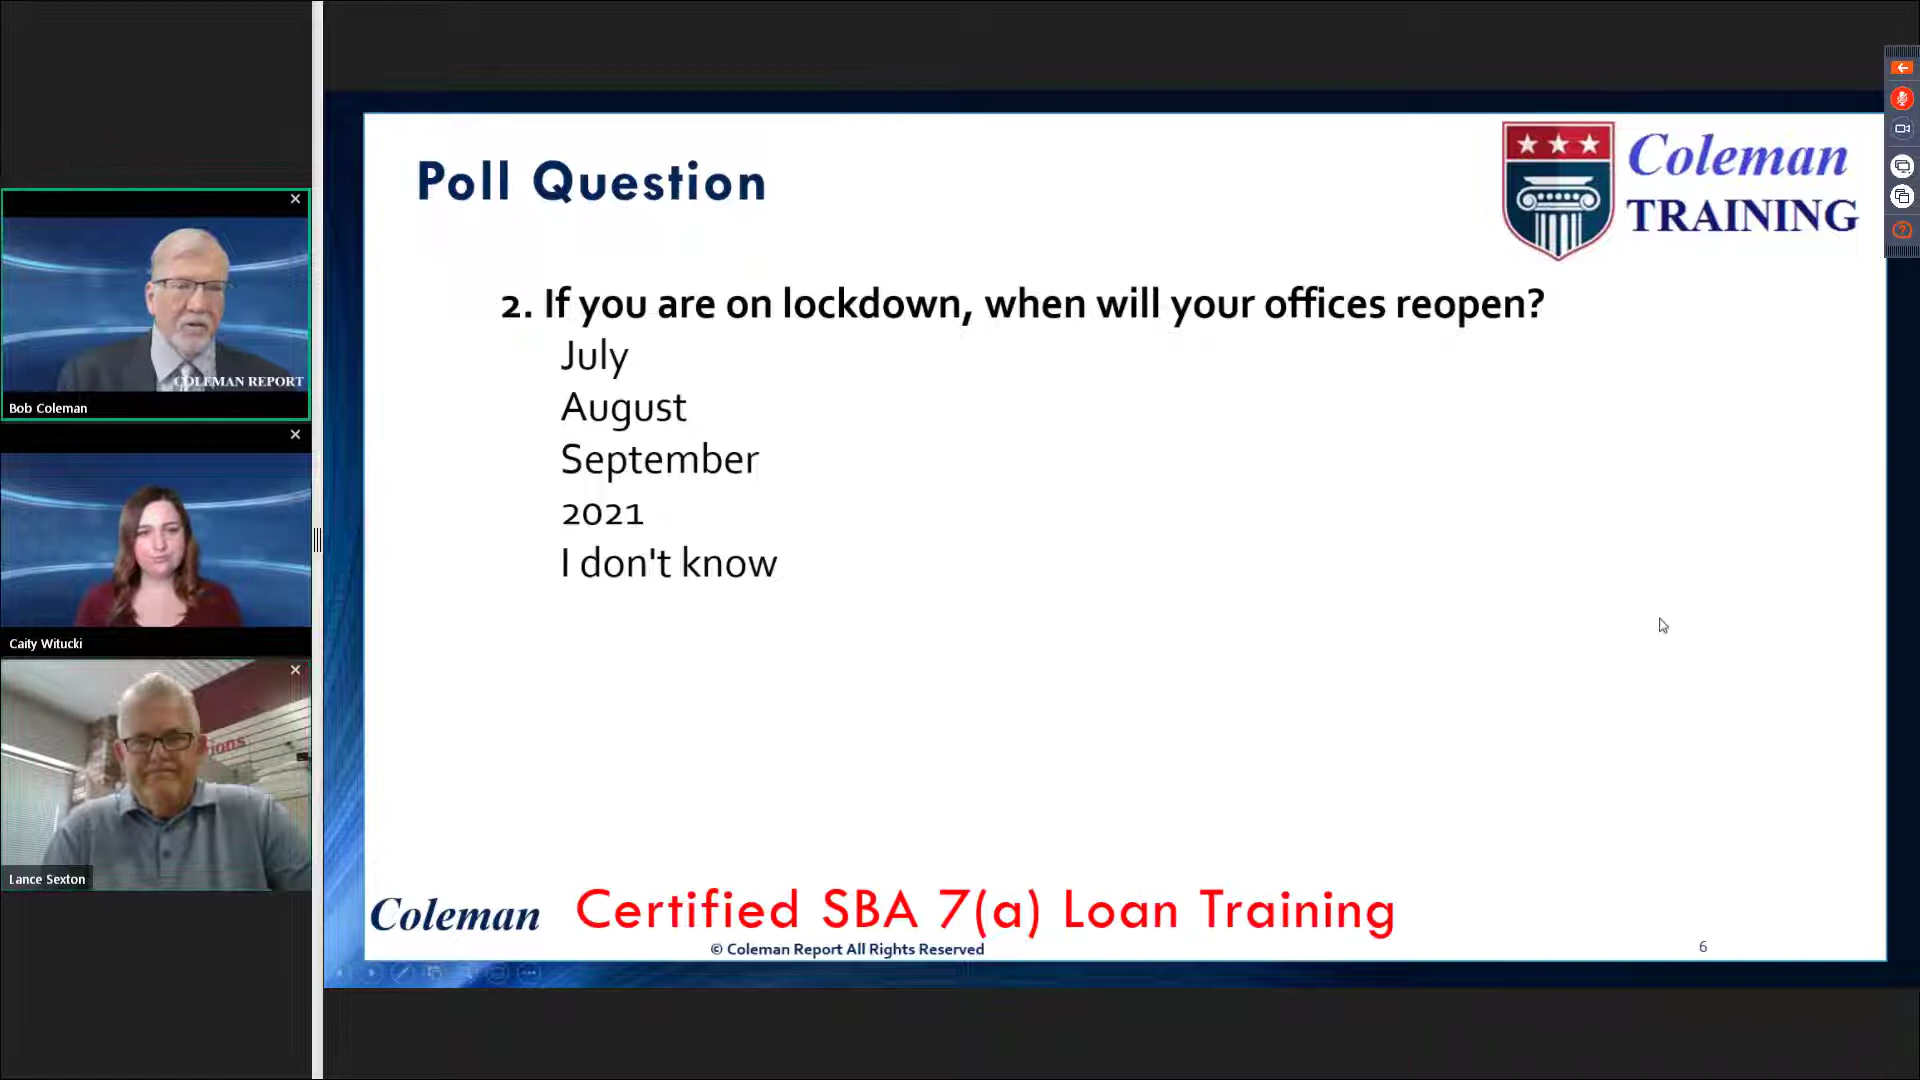 COLEMAN REPORT
Bob Coleman
Caity Witucki
ions
Lance Sexton
Poll Question
Coleman
TRAINING
2. If you are on lockdown, when will your offices reopen?
July
August
September
2021
I don't know
Coleman
Certified SBA 7(a) Loan Training
© Coleman Report All Rights Reserved
6